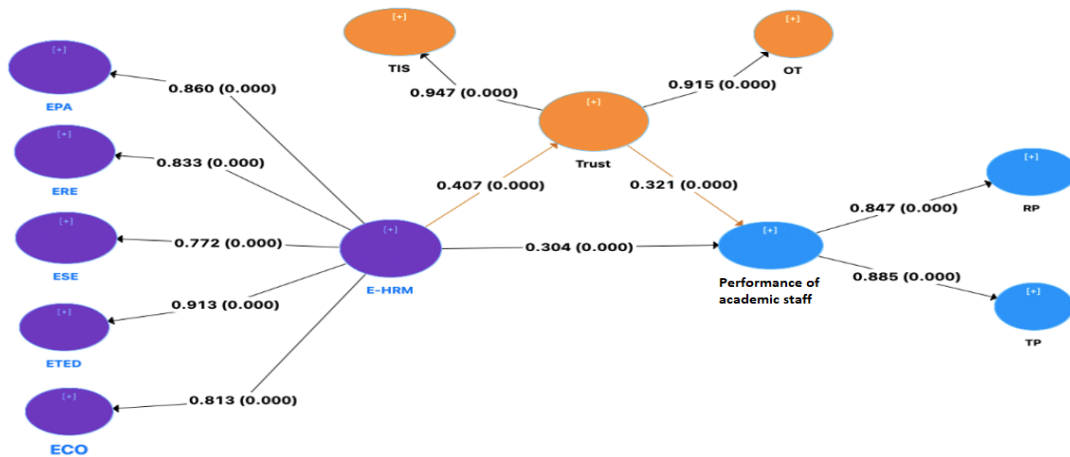 [+]
TIS
[+]
OT
[+]
EPA
0.860 (0.000)
0.947 (0.000)
0.915 (0.000)
[+]
Trust
[+]
ERE
0.833 (0.000)
0.407 (0.000)
0.321 (0.000)
[+]
RP
0.847 (0.000)
[+]
ESE
0.772 (0.000)
[+]
E-HRM
0.304 (0.000)
[+]
Performance of
academic staff
0.885 (0.000)
[+]
TP
0.913 (0.000)
[+]
ETED
0.813 (0.000)
[+]
ECO